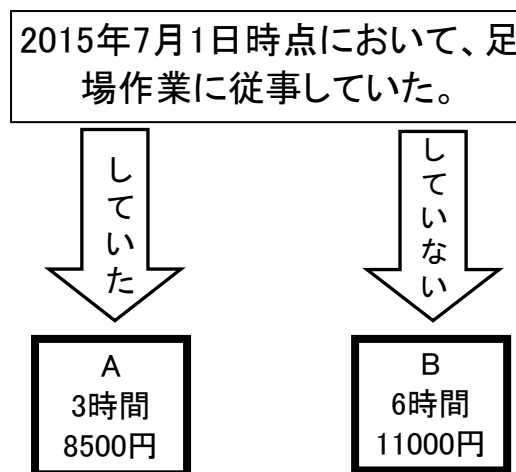 2015年7月1日時点において、足
場作業に従事していた。
していた
していない
A
3時間
8500円
B
6時間
11000円